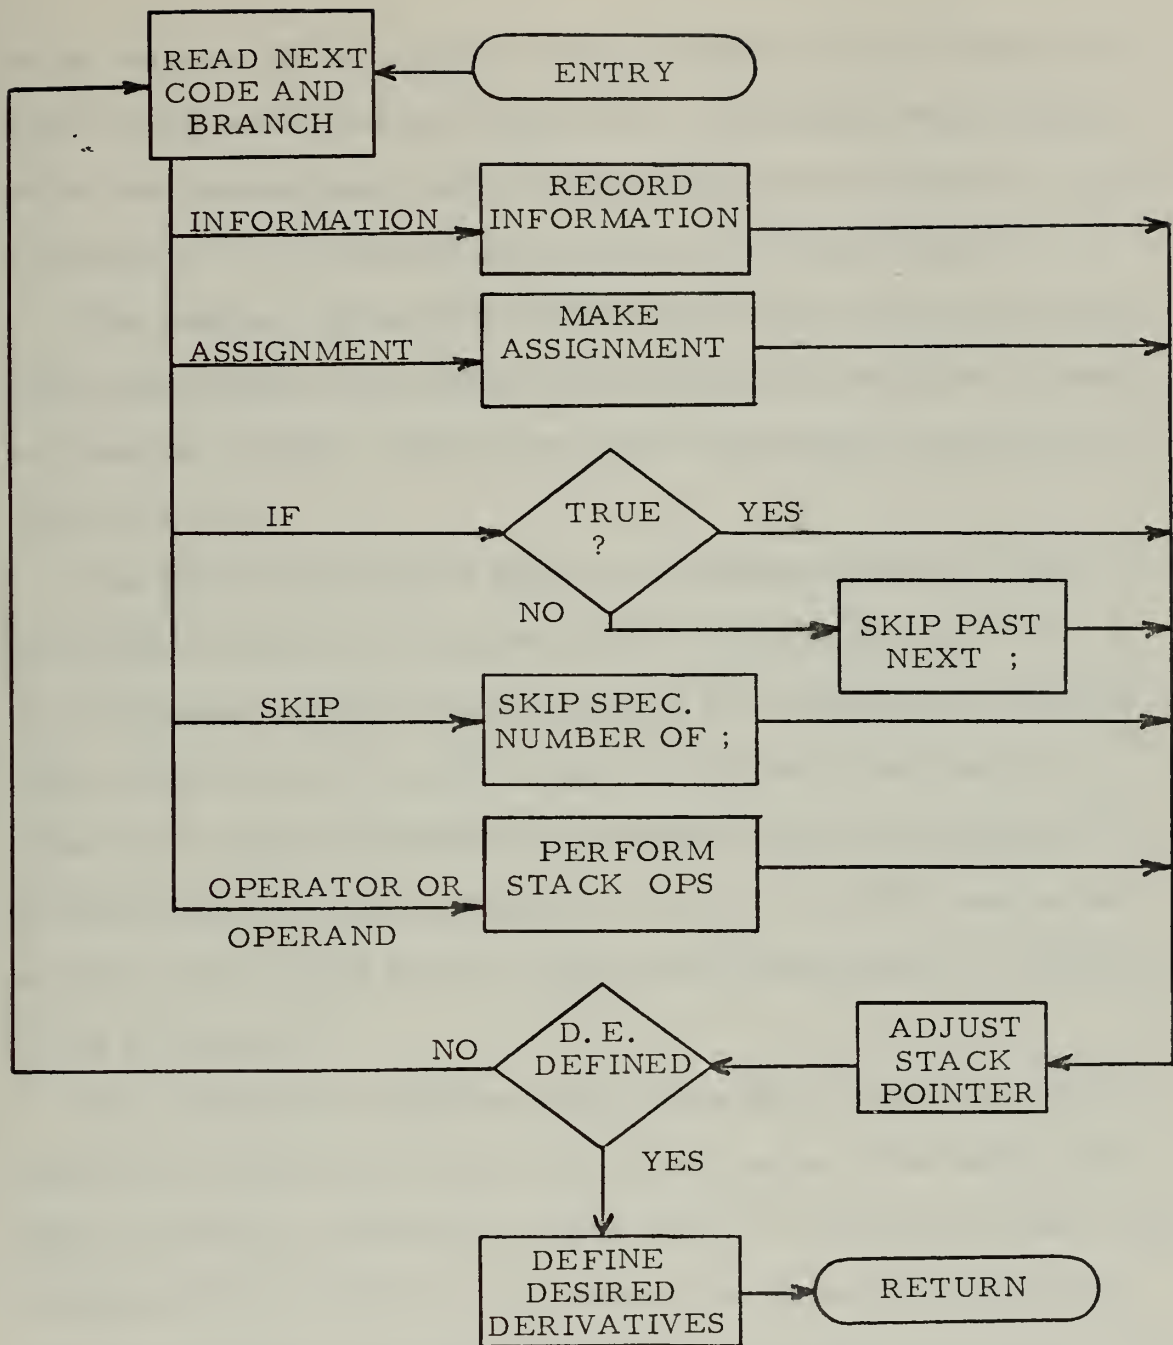 READ NEXT
CODE AND
BRANCH
ENTRY
INFORMATION
RECORD
INFORMATION
ASSIGNMENT
MAKE
ASSIGNMENT
IF
TRUE
?
YES
NO
SKIP PAST
NEXT ;
SKIP
SKIP SPEC.
NUMBER OF ;
OPERATOR OR
OPERAND
PERFORM
STACK OPS
NO
D. E.
DEFINED
ADJUST
STACK
POINTER
YES
DEFINE
DESIRED
DERIVATIVES
RETURN